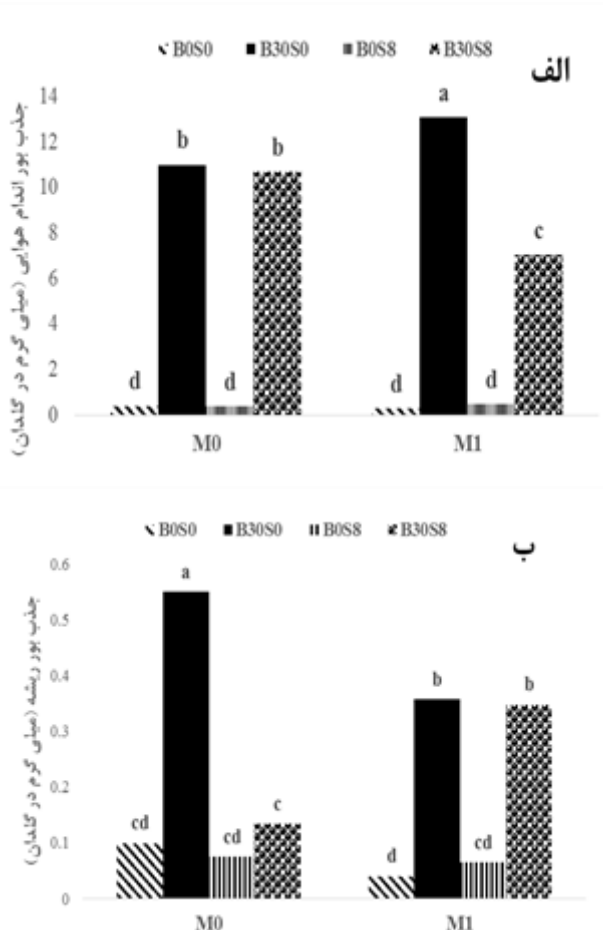 B0S0 B30S0 B0S8 B30S8
الف
جذب بور اندام هوایی (میلی گرم در گلدان)
14
12
10
8
6
4
2
0
d b d b
d a d c
M0 M1
B0S0 B30S0 B0S8 B30S8
ب
جذب بور ریشه (میلی گرم در گلدان)
0.6
0.5
0.4
0.3
0.2
0.1
0
cd a cd c
d b cd b
M0 M1